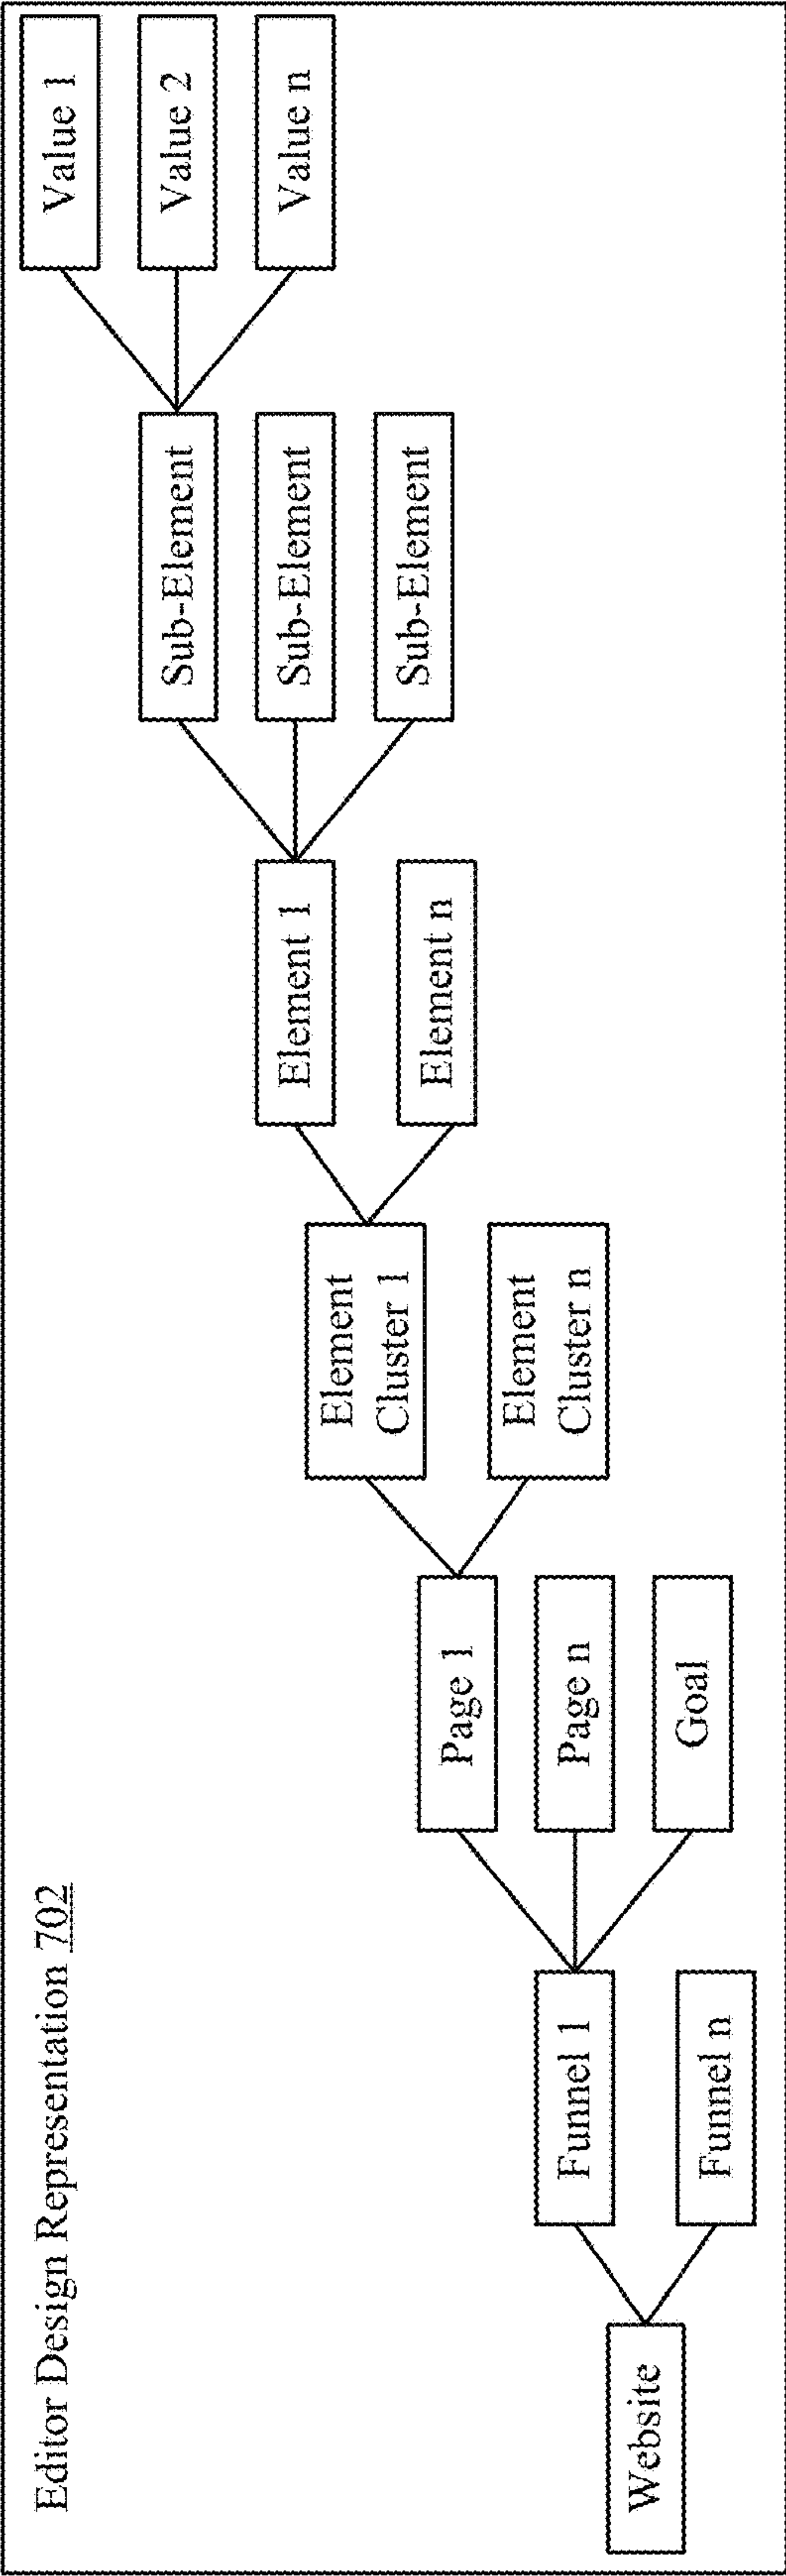 Editor Design Representation 702
Website
Funnel 1
Funnel n
Page 1
Page n
Goal
Element
Cluster 1
Element
Cluster n
Element 1
Element n
Sub-Element
Sub-Element
Sub-Element
Value 1
Value 2
Value n